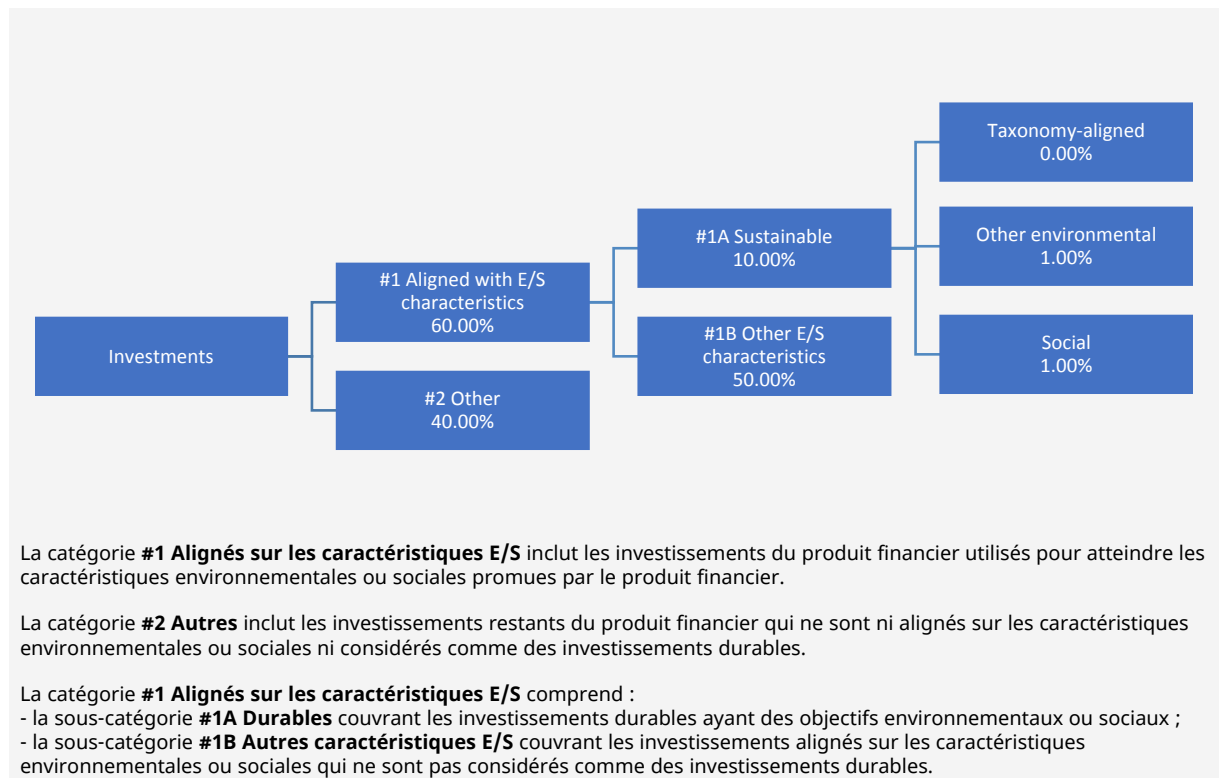 Investments
#1 Aligned with E/S
characteristics
60.00%
#2 Other
40.00%
#1A Sustainable
10.00%
#1B Other E/S
characteristics
50.00%
Taxonomy-aligned
0.00%
Other environmental
1.00%
Social
1.00%
La catégorie #1 Alignés sur les caractéristiques E/S inclut les investissements du produit financier utilisés pour atteindre les
caractéristiques environnementales ou sociales promues par le produit financier.
La catégorie #2 Autres inclut les investissements restants du produit financier qui ne sont ni alignés sur les caractéristiques
environnementales ou sociales ni considérés comme des investissements durables.
La catégorie #1 Alignés sur les caractéristiques E/S comprend :
- la sous-catégorie #1A Durables couvrant les investissements durables ayant des objectifs environnementaux ou sociaux ;
- la sous-catégorie #1B Autres caractéristiques E/S couvrant les investissements alignés sur les caractéristiques
environnementales ou sociales qui ne sont pas considérés comme des investissements durables.